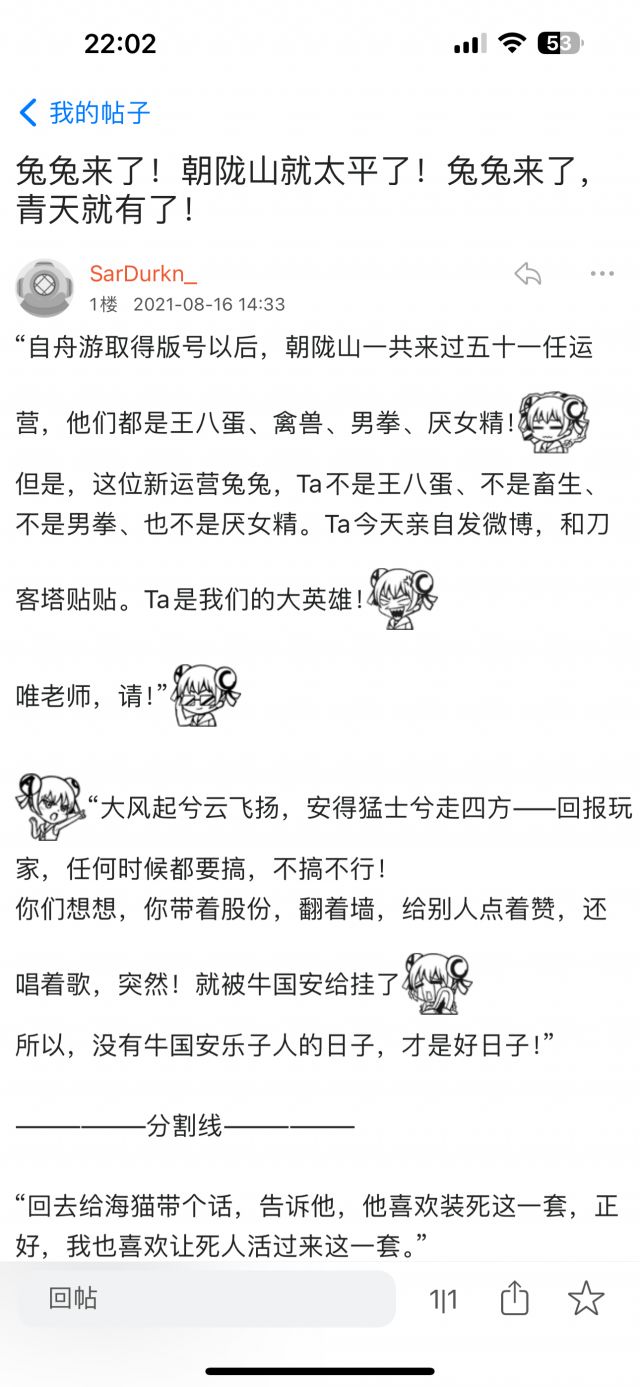 22:02
53
我的帖子
兔兔来了！朝陇山就太平了！兔兔来了，
青天就有了！
SarDurkn_
1楼 2021-08-16 14:33
“自舟游取得版号以后，朝陇山一共来过五十一任运
营，他们都是王八蛋、禽兽、男拳、厌女精！
但是，这位新运营兔兔，Ta不是王八蛋、不是畜生、
不是男拳、也不是厌女精。Ta今天亲自发微博，和刀
客塔贴贴。Ta是我们的大英雄！
唯老师，请！”
“大风起兮云飞扬，安得猛士兮走四方——回报玩
家，任何时候都要搞，不搞不行！
你们想想，你带着股份，翻着墙，给别人点着赞，还
唱着歌，突然！就被牛国安给挂了
所以，没有牛国安乐子人的日子，才是好日子！”
—————分割线—————
“回去给海猫带个话，告诉他，他喜欢装死这一套，正
好，我也喜欢让死人活过来这一套。”
回帖
1|1